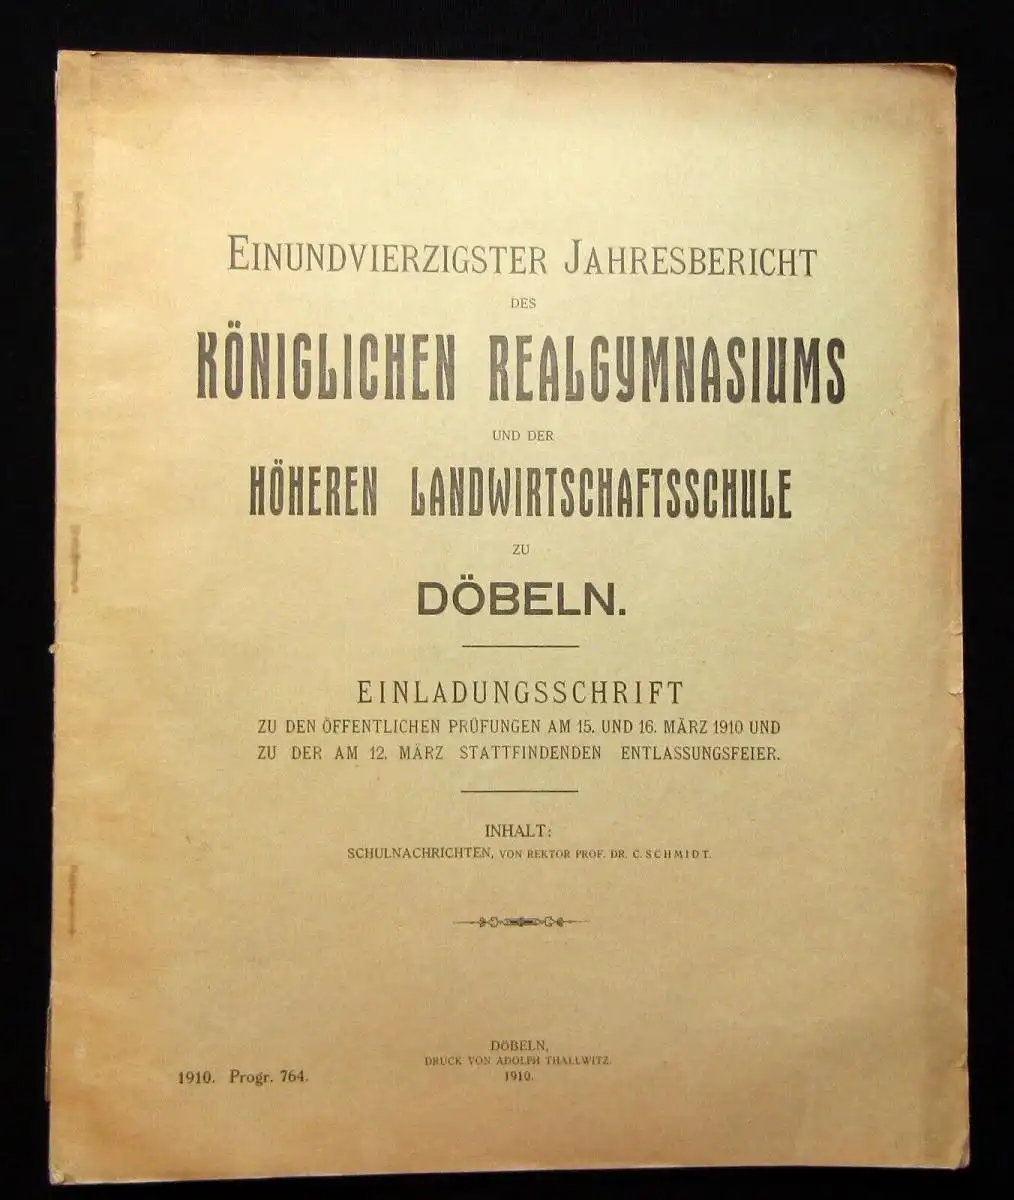 EINUNDVIERZIGSTER JAHRESBERICHT
DES
KÖNIGLICHEN REALGYMNASIUMS
UND DER
HÖHEREN LANDWIRTSCHAFTSSCHULE
ZU
DÖBELN.
EINLADUNGSSCHRIFT
ZU DEN ÖFFENTLICHEN PRÜFUNGEN AM 15. UND 16. MÄRZ 1910 UND
ZU DER AM 12. MÄRZ STATTFINDENDEN ENTLASSUNGSFEIER.
INHALT:
SCHULNACHRICHTEN, VON REKTOR PROF. DR. C. SCHMIDT.
DÖBELN,
DRUCK VON ADOLPH THALLWITZ.
1910.
1910. Progr. 764.